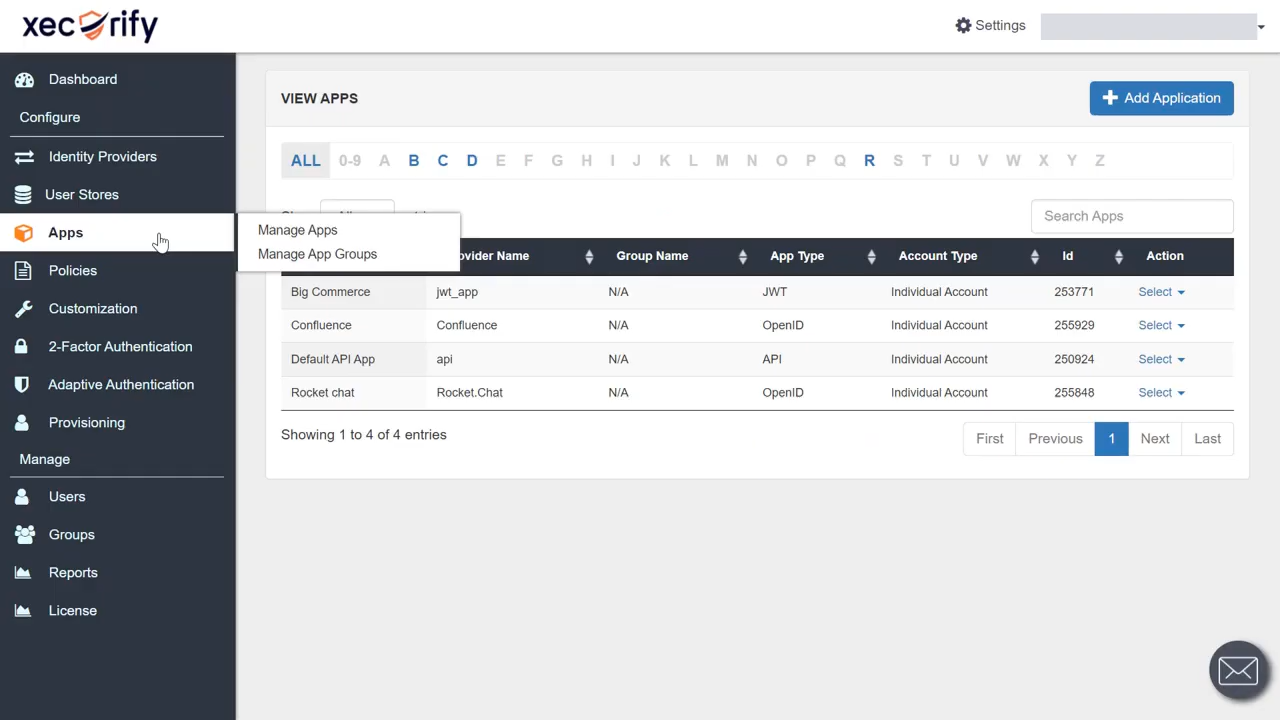 xecurify
Settings
Dashboard
Configure
Identity Providers
User Stores
Apps
Policies
Customization
2-Factor Authentication
Adaptive Authentication
Provisioning
Manage
Users
Groups
Reports
License
Manage Apps
Manage App Groups
VIEW APPS
Add Application
ALL 0-9 A B C D E F G H I J K L M N O P Q R S T U V W X Y Z
Search Apps
Name Group Name App Type Account Type Id Action
Big Commerce jwt_app N/A JWT Individual Account 253771 Select
Confluence Confluence N/A OpenID Individual Account 255929 Select
Default API App api N/A API Individual Account 250924 Select
Rocket chat Rocket.Chat N/A OpenID Individual Account 255848 Select
Showing 1 to 4 of 4 entries
First Previous 1 Next Last